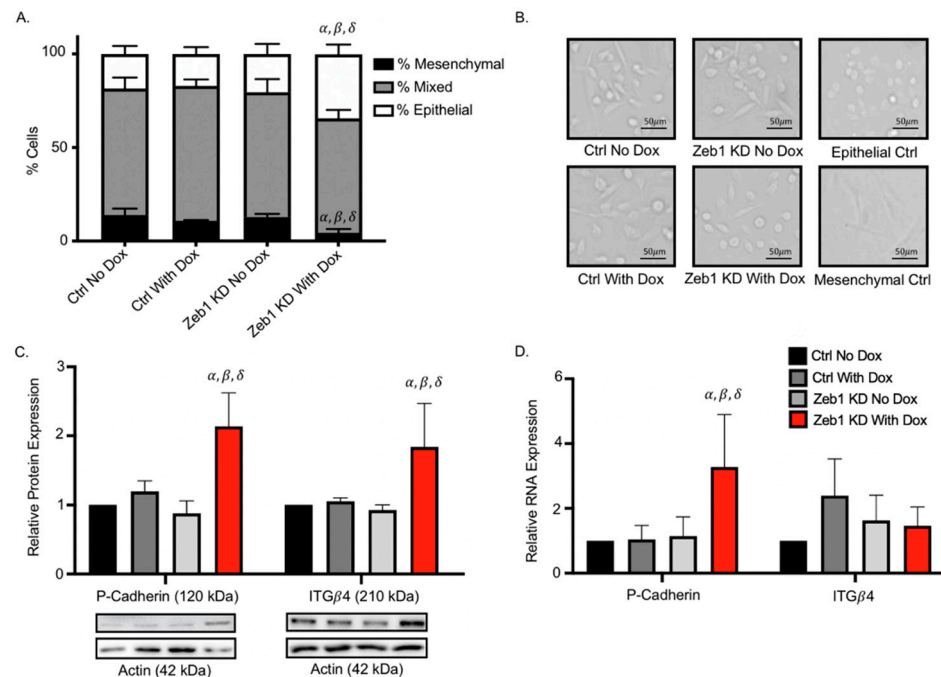 A.
α, β, δ
100
50
0
% Cells
α, β, δ
% Mesenchymal
% Mixed
% Epithelial
Ctrl No Dox
Ctrl With Dox
Zeb1 KD No Dox
Zeb1 KD With Dox
B.
50μm
50μm
50μm
Ctrl No Dox
Zeb1 KD No Dox
Epithelial Ctrl
50μm
50μm
50μm
Ctrl With Dox
Zeb1 KD With Dox
Mesenchymal Ctrl
C.
3
2
1
0
Relative Protein Expression
α, β, δ
α, β, δ
P-Cadherin (120 kDa)
ITGβ4 (210 kDa)
Actin (42 kDa)
Actin (42 kDa)
D.
6
4
2
0
Relative RNA Expression
α, β, δ
Ctrl No Dox
Ctrl With Dox
Zeb1 KD No Dox
Zeb1 KD With Dox
P-Cadherin
ITGβ4